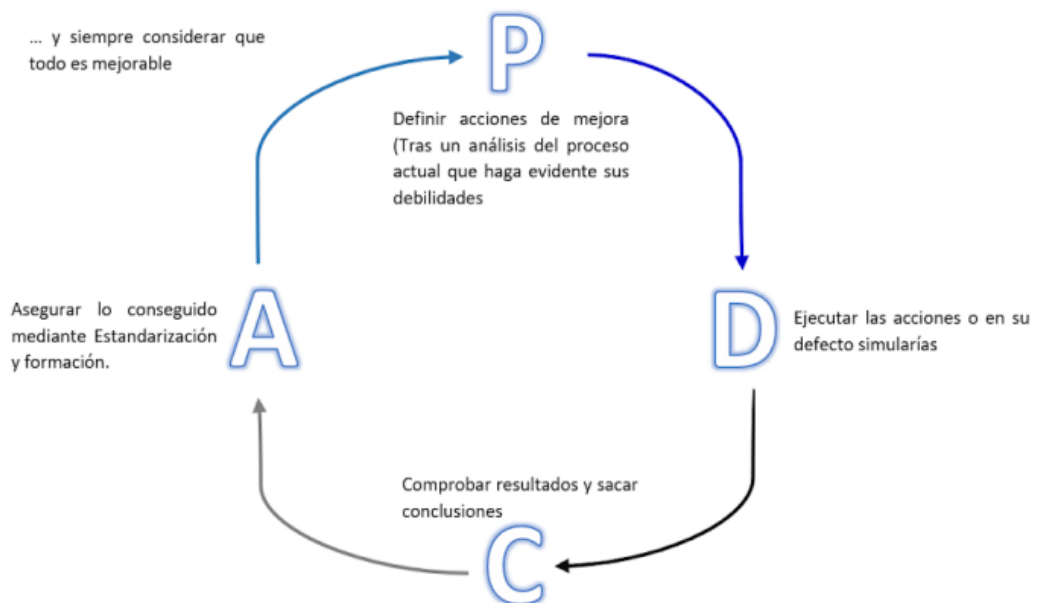 ... y siempre considerar que
todo es mejorable
P
Definir acciones de mejora
(Tras un análisis del proceso
actual que haga evidente sus
debilidades
D
Ejecutar las acciones o en su
defecto simularías
C
Comprobar resultados y sacar
conclusiones
A
Asegurar lo conseguido
mediante Estandarización
y formación.